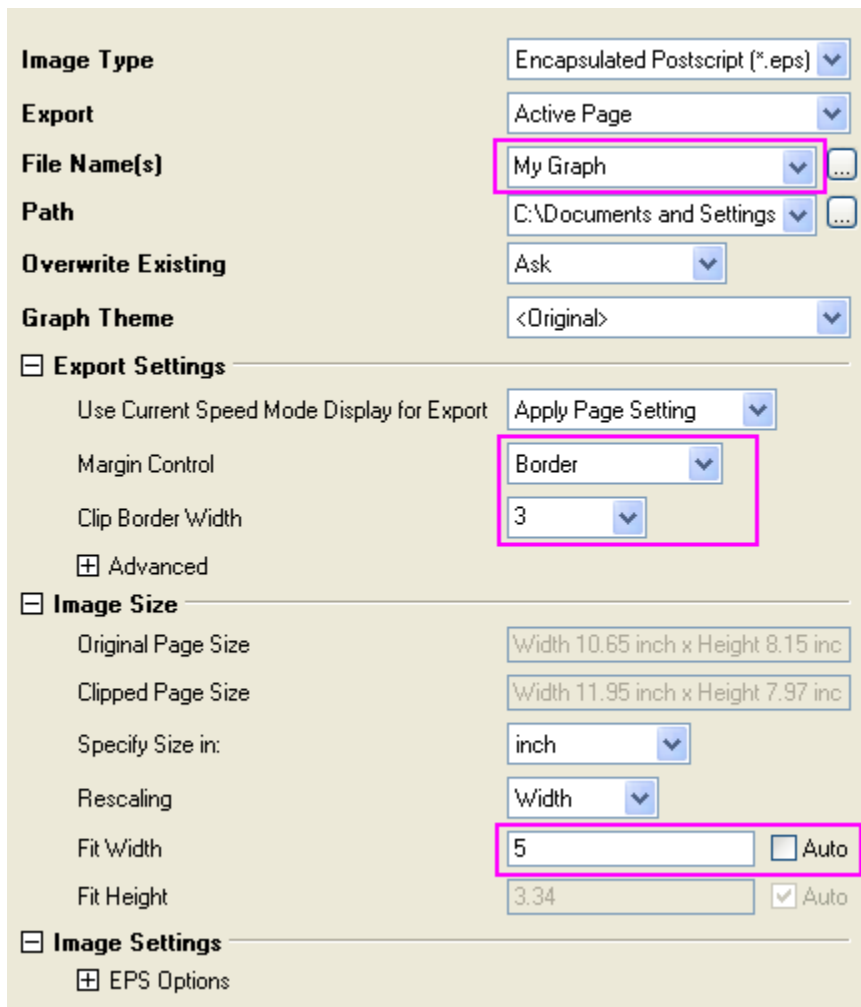 Image Type Encapsulated Postscript (*.eps)
Export Active Page
File Name(s) My Graph ...
Path C:\Documents and Settings ...
Overwrite Existing Ask
Graph Theme <Original>
Export Settings
Use Current Speed Mode Display for Export Apply Page Setting
Margin Control Border
Clip Border Width 3
Advanced
Image Size
Original Page Size Width 10.65 inch x Height 8.15 inc
Clipped Page Size Width 11.95 inch x Height 7.97 inc
Specify Size in: inch
Rescaling Width
Fit Width 5 Auto
Fit Height 3.34 Auto
Image Settings
EPS Options